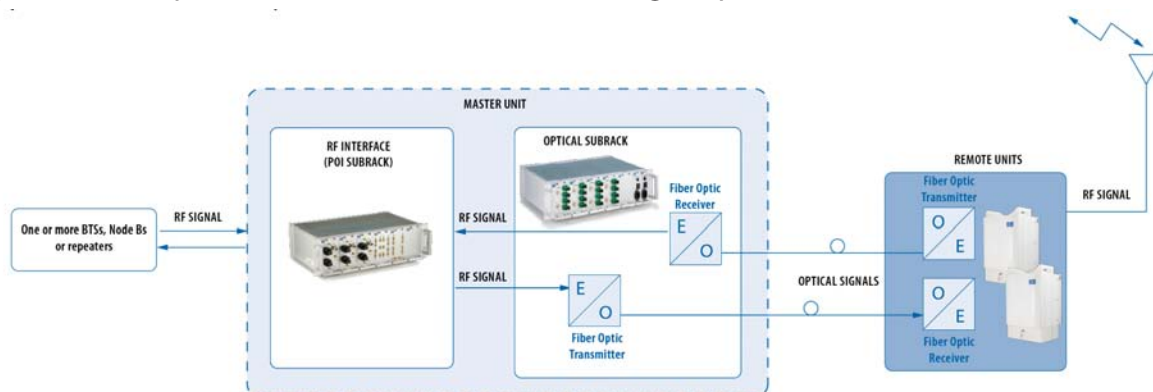 MASTER UNIT
RF INTERFACE
(POI SUBRACK)
OPTICAL SUBRACK
REMOTE UNITS
Fiber Optic
Receiver
Fiber Optic
Transmitter
RF SIGNAL
One or more BTSs, Node Bs
or repeaters
RF SIGNAL
RF SIGNAL
E
O
O
E
RF SIGNAL
E
O
OPTICAL SIGNALS
O
E
Fiber Optic
Transmitter
Fiber Optic
Receiver